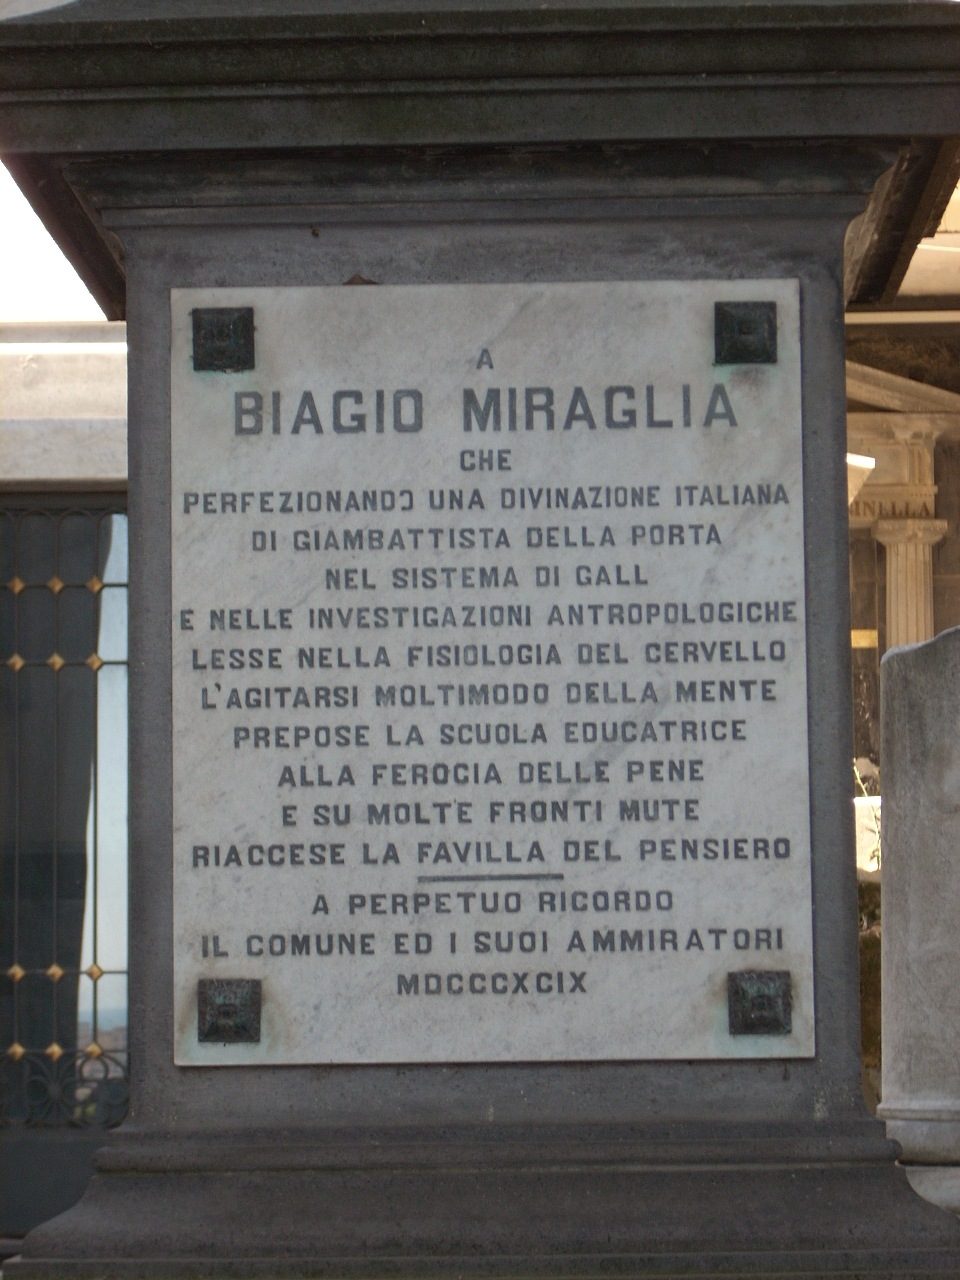 A
BIAGIO MIRAGLIA
CHE
PERFEZIONANDO UNA DIVINAZIONE ITALIANA
DI GIAMBATTISTA DELLA PORTA
NEL SISTEMA DI GALL
E NELLE INVESTIGAZIONI ANTROPOLOGICHE
LESSE NELLA FISIOLOGIA DEL CERVELLO
L'AGITARSI MOLTIMODO DELLA MENTE
PREPOSE LA SCUOLA EDUCATRICE
ALLA FEROCIA DELLE PENE
E SU MOLTE FRONTI MUTE
RIACCESE LA FAVILLA DEL PENSIERO
A PERPETUO RICORDO
IL COMUNE ED I SUOI AMMIRATORI
MDCCCXCIX